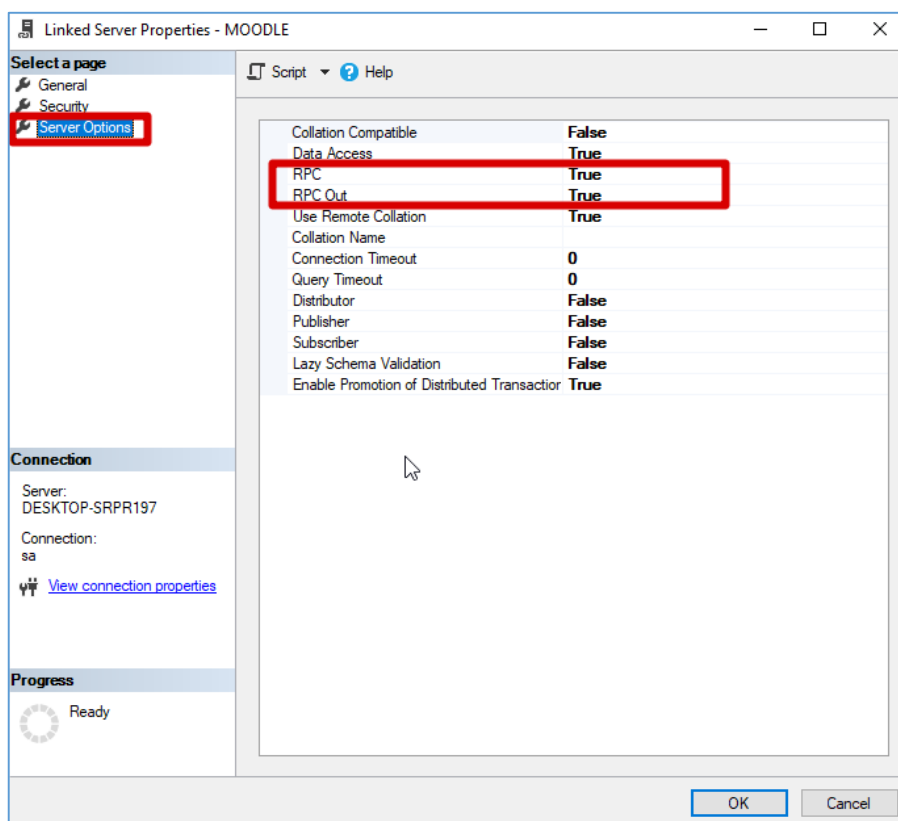 Linked Server Properties - MOODLE
Select a page
General
Security
Server Options
Script
Help
Collation Compatible False
Data Access True
RPC True
RPC Out True
Use Remote Collation True
Collation Name
Connection Timeout 0
Query Timeout 0
Distributor False
Publisher False
Subscriber False
Lazy Schema Validation False
Enable Promotion of Distributed Transaction True
Connection
Server:
DESKTOP-SRPR197
Connection:
sa
View connection properties
Progress
Ready
OK
Cancel